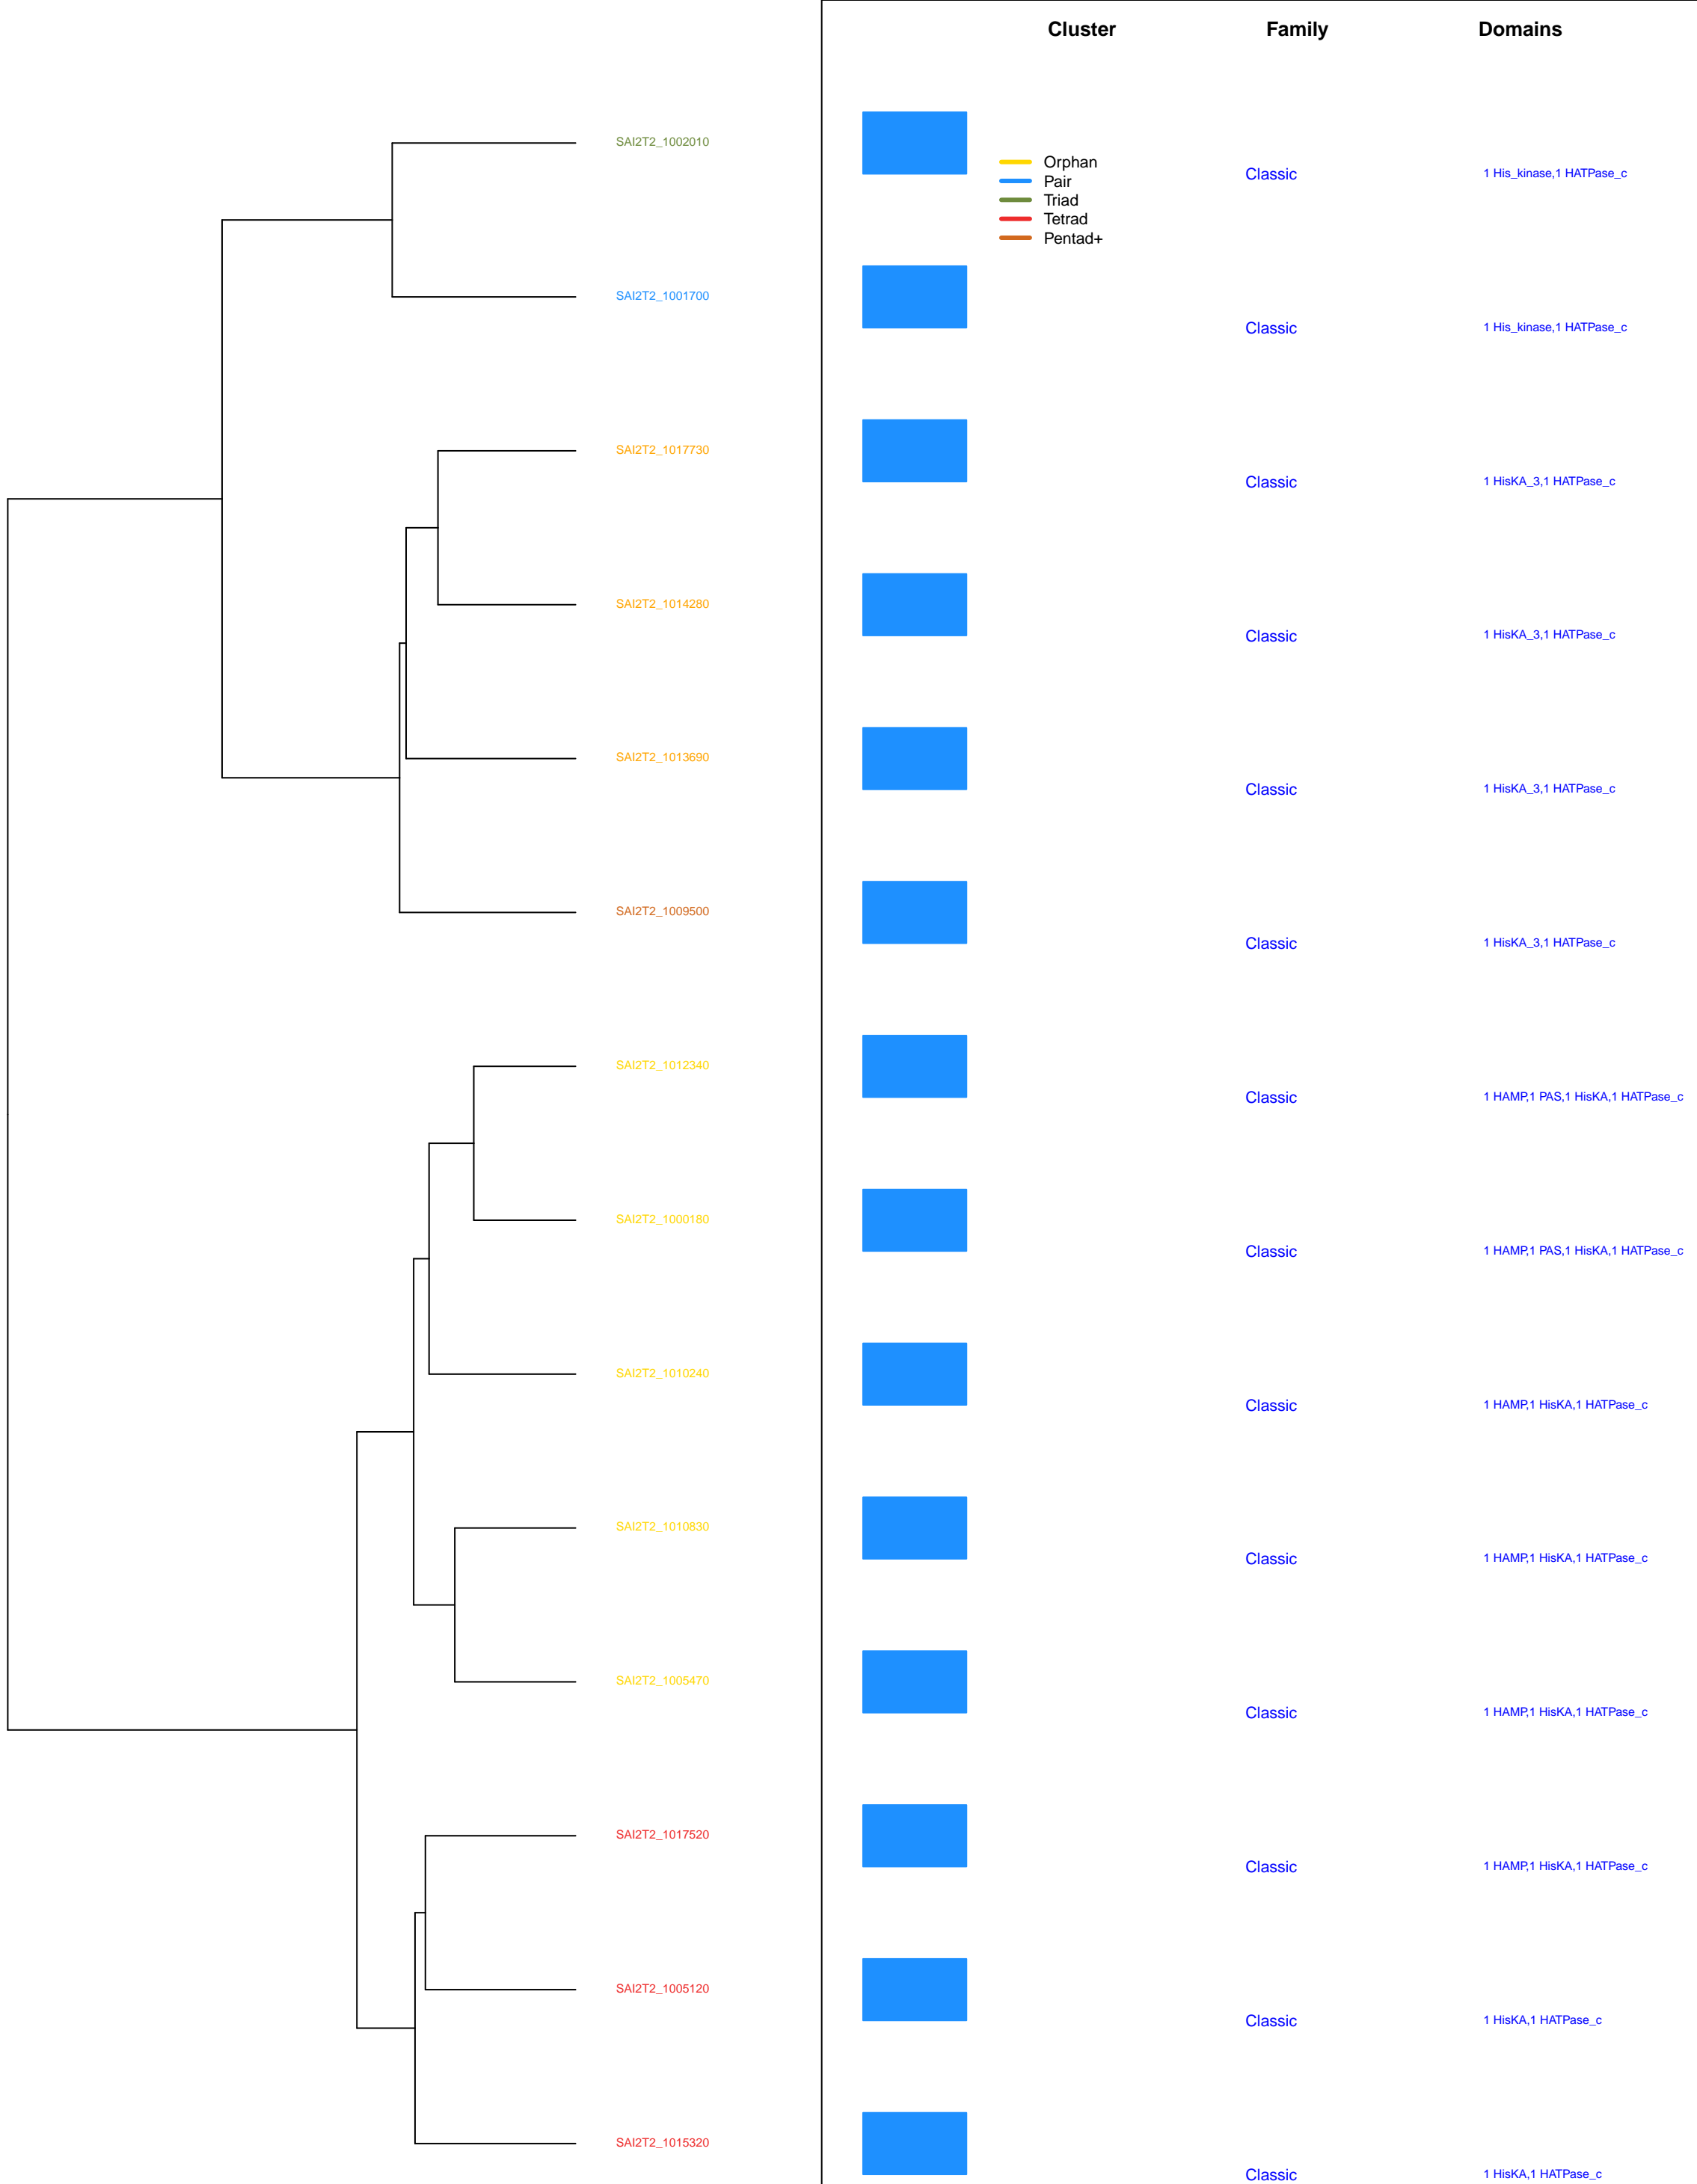 Cluster Family Domains
SAI2T2_1002010
Orphan
Pair
Triad
Tetrad
Pentad+
Classic 1 His_kinase,1 HATPase_c
SAI2T2_1001700
Classic 1 His_kinase,1 HATPase_c
SAI2T2_1017730
Classic 1 HisKA_3,1 HATPase_c
SAI2T2_1014280
Classic 1 HisKA_3,1 HATPase_c
SAI2T2_1013690
Classic 1 HisKA_3,1 HATPase_c
SAI2T2_1009500
Classic 1 HisKA_3,1 HATPase_c
SAI2T2_1012340
Classic 1 HAMP,1 PAS,1 HisKA,1 HATPase_c
SAI2T2_1000180
Classic 1 HAMP,1 PAS,1 HisKA,1 HATPase_c
SAI2T2_1010240
Classic 1 HAMP,1 HisKA,1 HATPase_c
SAI2T2_1010830
Classic 1 HAMP,1 HisKA,1 HATPase_c
SAI2T2_1005470
Classic 1 HAMP,1 HisKA,1 HATPase_c
SAI2T2_1017520
Classic 1 HAMP,1 HisKA,1 HATPase_c
SAI2T2_1005120
Classic 1 HisKA,1 HATPase_c
SAI2T2_1015320
Classic 1 HisKA,1 HATPase_c